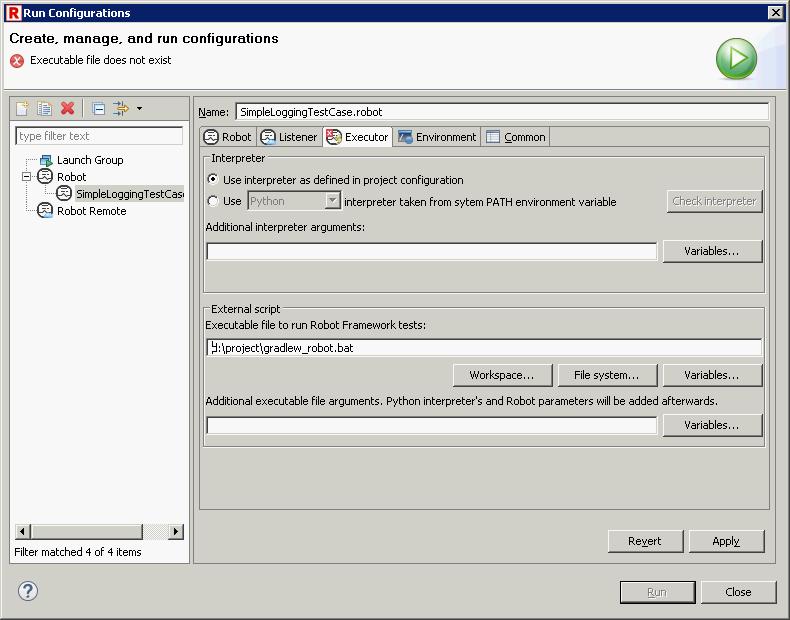 Run Configurations
Create, manage, and run configurations
Executable file does not exist
type filter text
Launch Group
Robot
SimpleLoggingTestCase
Robot Remote
Filter matched 4 of 4 items
Name: SimpleLoggingTestCase.robot
Robot Listener Executor Environment Common
Interpreter
Use interpreter as defined in project configuration
Use Python interpreter taken from sytem PATH environment variable Check interpreter
Additional interpreter arguments:
Variables...
External script
Executable file to run Robot Framework tests:
y:\project\gradlew_robot.bat
Workspace... File system... Variables...
Additional executable file arguments. Python interpreter's and Robot parameters will be added afterwards.
Variables...
Revert Apply
Run Close